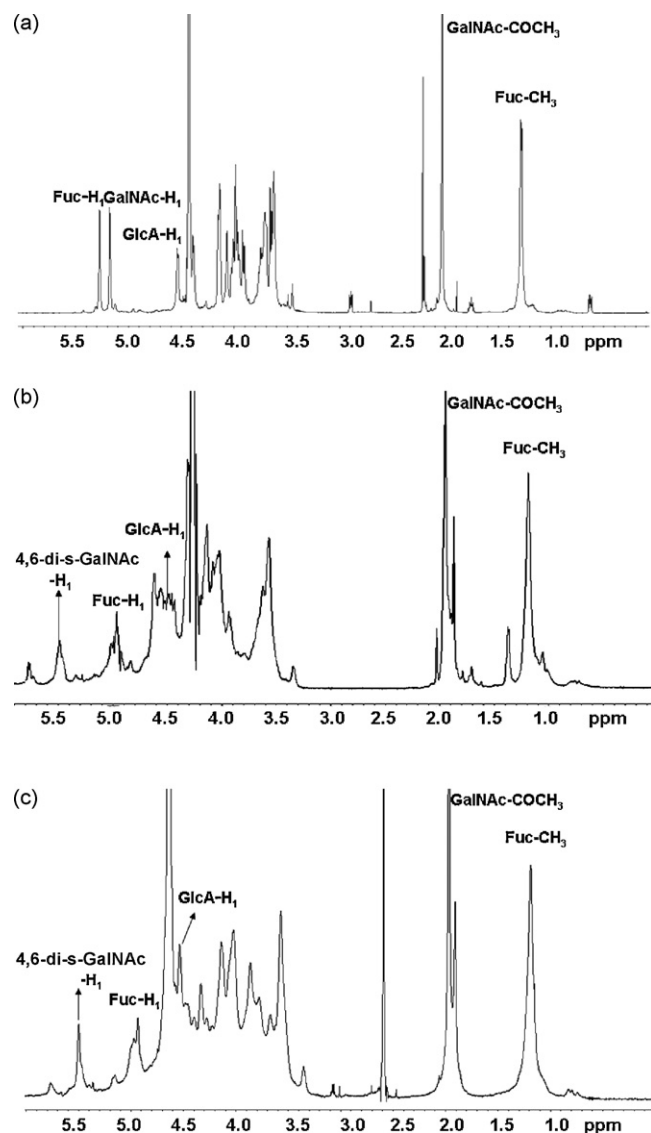 (a)
GalNAc-COCH3
Fuc-CH3
Fuc-H1GalNAc-H1
GlcA-H1
5.5 5.0 4.5 4.0 3.5 3.0 2.5 2.0 1.5 1.0 ppm
(b)
GalNAc-COCH3
Fuc-CH3
GlcA-H1
4,6-di-s-GalNAc
-H1
Fuc-H1
5.5 5.0 4.5 4.0 3.5 3.0 2.5 2.0 1.5 1.0 ppm
(c)
GalNAc-COCH3
Fuc-CH3
GlcA-H1
4,6-di-s-GalNAc
-H1
Fuc-H1
5.5 5.0 4.5 4.0 3.5 3.0 2.5 2.0 1.5 1.0 ppm